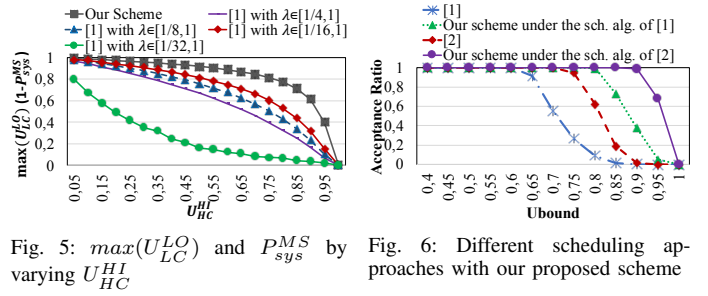 Our Scheme
[1] with λ∈[1/4,1]
[1] with λ∈[1/8,1]
[1] with λ∈[1/16,1]
[1] with λ∈[1/32,1]
max(U_LC^LO) (1-P_sys^MS)
1
0,8
0,6
0,4
0,2
0
0,05
0,15
0,25
0,35
0,45
0,55
0,65
0,75
0,85
0,95
U_HC^HI
Fig. 5: max(U_LC^LO) and P_sys^MS by
varying U_HC^HI
[1]
Our scheme under the sch. alg. of [1]
[2]
Our scheme under the sch. alg. of [2]
Acceptance Ratio
1
0,8
0,6
0,4
0,2
0
0,4
0,45
0,5
0,55
0,6
0,65
0,7
0,75
0,8
0,85
0,9
0,95
1
Ubound
Fig. 6: Different scheduling ap-
proaches with our proposed scheme